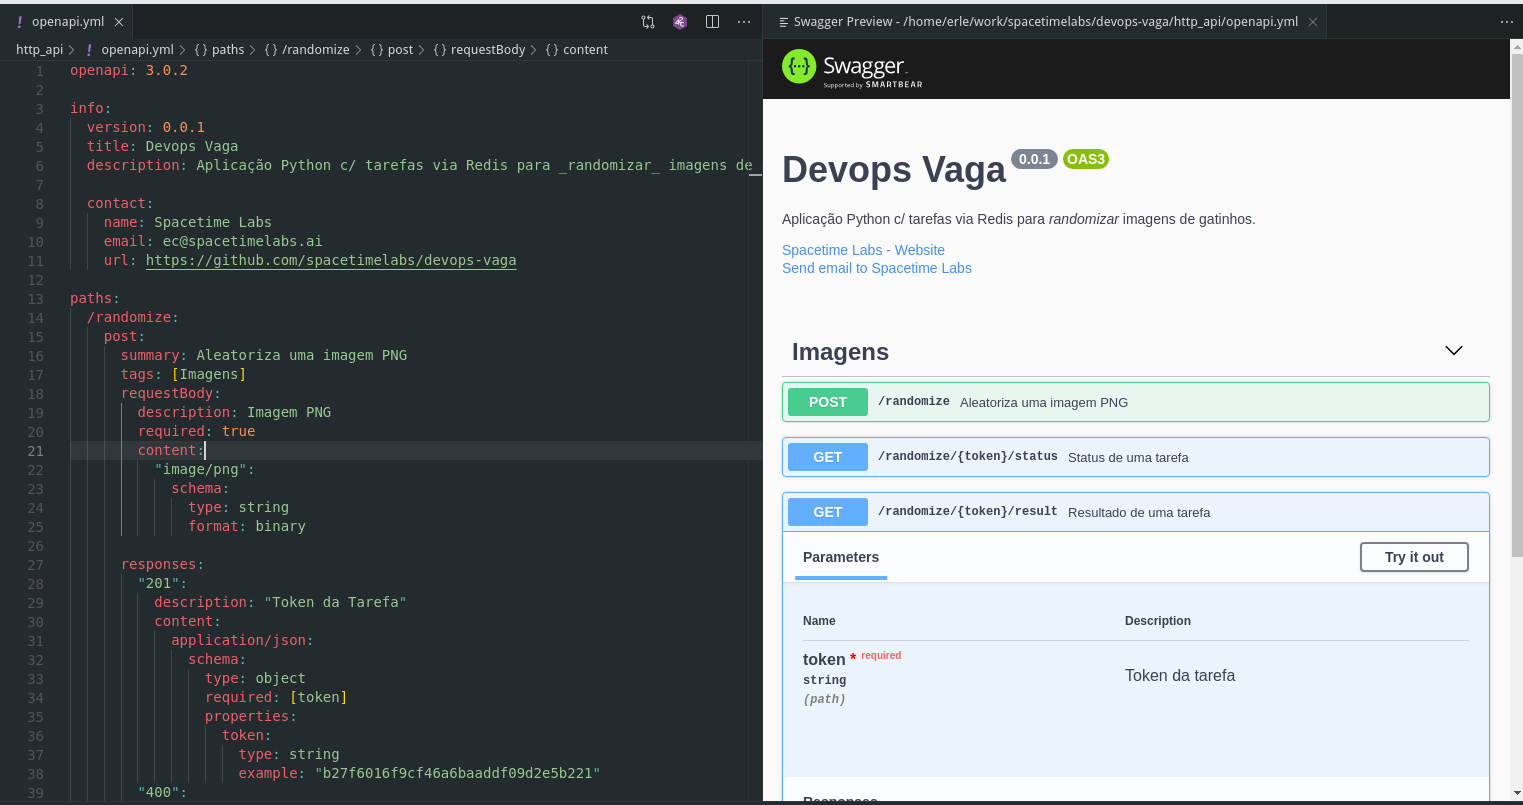 openapi.yml
http_api > openapi.yml > {} paths > {} /randomize > {} post > {} requestBody > {} content
1 openapi: 3.0.2
2
3 info:
4 version: 0.0.1
5 title: Devops Vaga
6 description: Aplicação Python c/ tarefas via Redis para _randomizar_ imagens de
7
8 contact:
9 name: Spacetime Labs
10 email: ec@spacetimelabs.ai
11 url: https://github.com/spacetimelabs/devops-vaga
12
13 paths:
14 /randomize:
15 post:
16 summary: Aleatoriza uma imagem PNG
17 tags: [Imagens]
18 requestBody:
19 description: Imagem PNG
20 required: true
21 content:
22 "image/png":
23 schema:
24 type: string
25 format: binary
26
27 responses:
28 "201":
29 description: "Token da Tarefa"
30 content:
31 application/json:
32 schema:
33 type: object
34 required: [token]
35 properties:
36 token:
37 type: string
38 example: "b27f6016f9cf46a6baaddf09d2e5b221"
39 "400":
Swagger Preview - /home/erle/work/spacetimelabs/devops-vaga/http_api/openapi.yml
{···} Swagger.
Supported by SMARTBEAR
Devops Vaga 0.0.1 OAS3
Aplicação Python c/ tarefas via Redis para randomizar imagens de gatinhos.
Spacetime Labs - Website
Send email to Spacetime Labs
Imagens
POST /randomize Aleatoriza uma imagem PNG
GET /randomize/{token}/status Status de uma tarefa
GET /randomize/{token}/result Resultado de uma tarefa
Parameters Try it out
Name Description
token * required
string
(path)
Token da tarefa
Responses